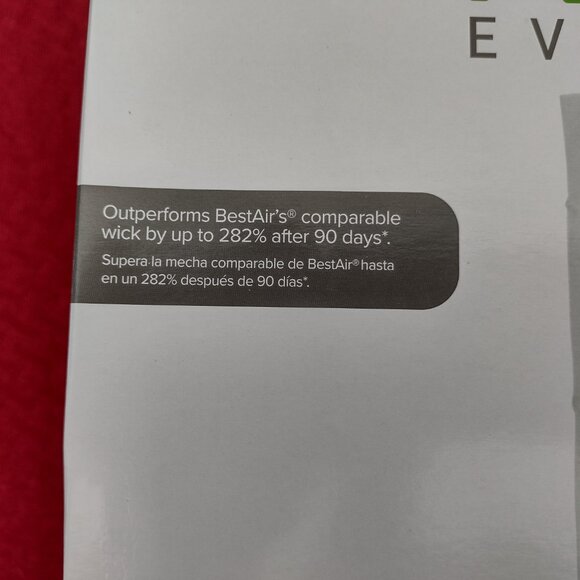 EV
Outperforms BestAir's® comparable
wick by up to 282% after 90 days*.
Supera la mecha comparable de BestAir® hasta
en un 282% después de 90 días*.